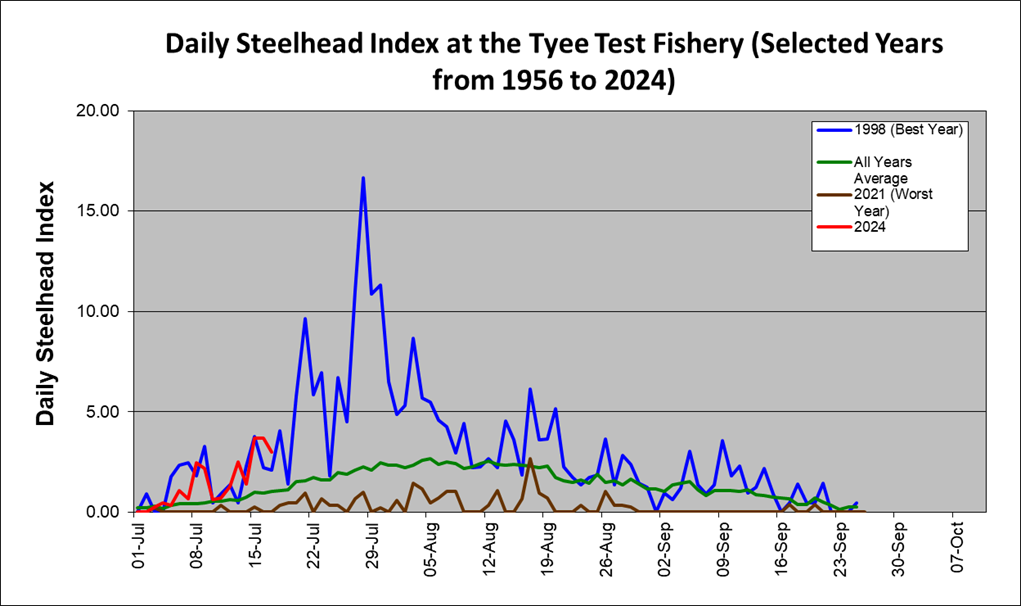 Daily Steelhead Index at the Tyee Test Fishery (Selected Years
from 1956 to 2024)
Daily Steelhead Index
20.00
15.00
10.00
5.00
0.00
1998 (Best Year)
All Years
Average
2021 (Worst
Year)
2024
01-Jul
08-Jul
15-Jul
22-Jul
29-Jul
05-Aug
12-Aug
19-Aug
26-Aug
02-Sep
09-Sep
16-Sep
23-Sep
30-Sep
07-Oct